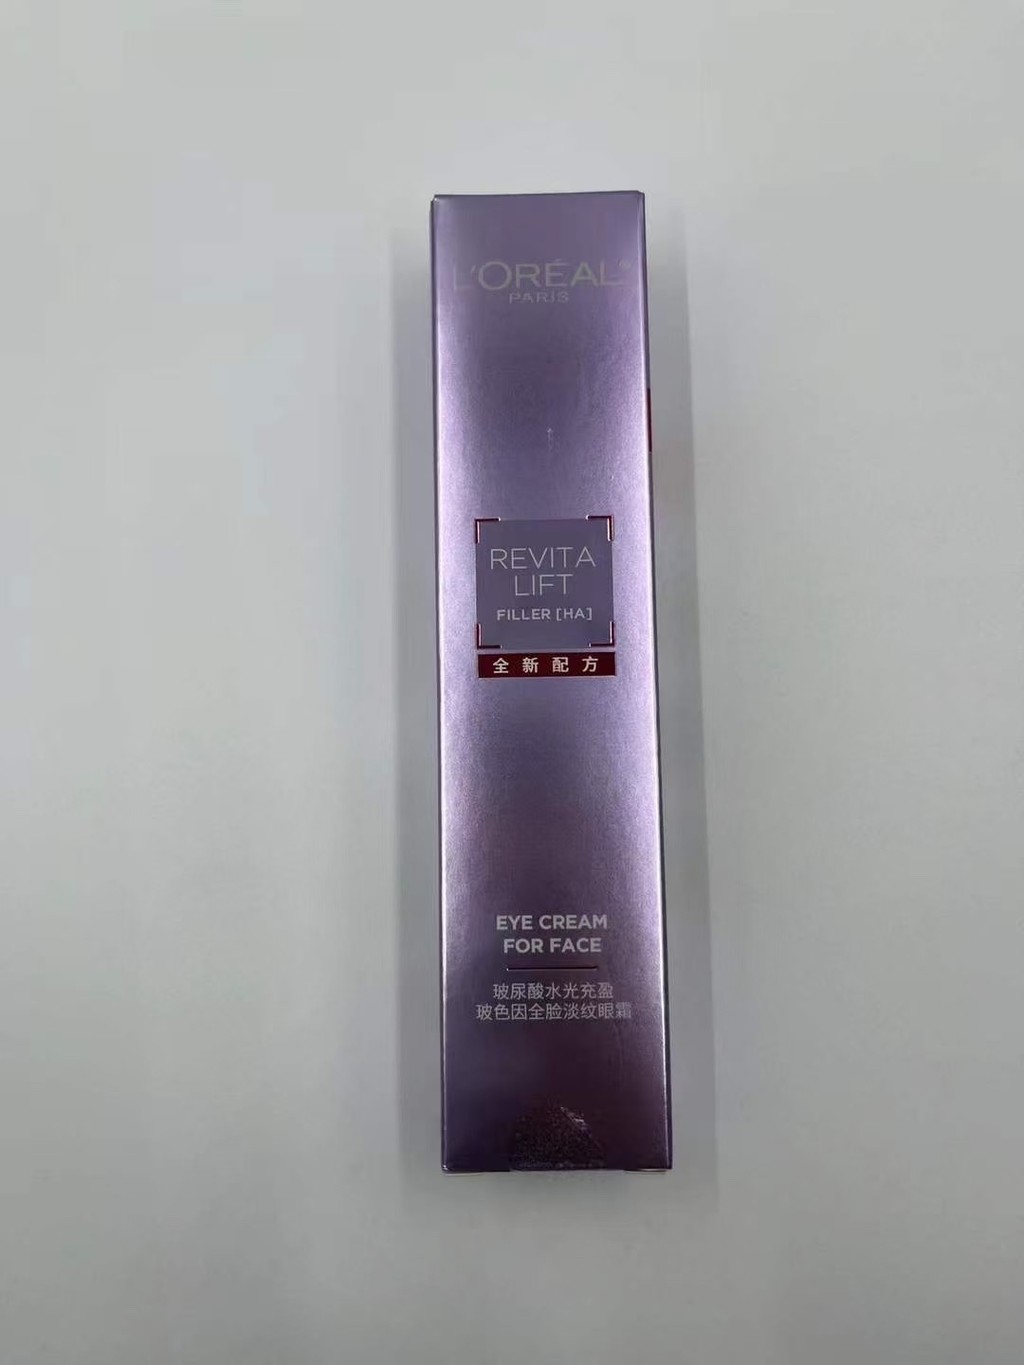 L'ORÉAL
PARIS
REVITA
LIFT
FILLER [HA]
全新配方
EYE CREAM
FOR FACE
玻尿酸水光充盈
玻色因全脸淡纹眼霜